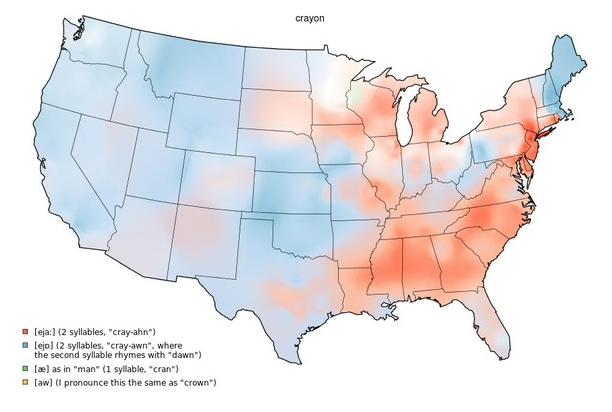 crayon
[eja:] (2 syllables, "cray-ahn")
[ejɒ] (2 syllables, "cray-awn", where
the second syllable rhymes with "dawn")
[æ] as in "man" (1 syllable, "cran")
[aw] (I pronounce this the same as "crown")